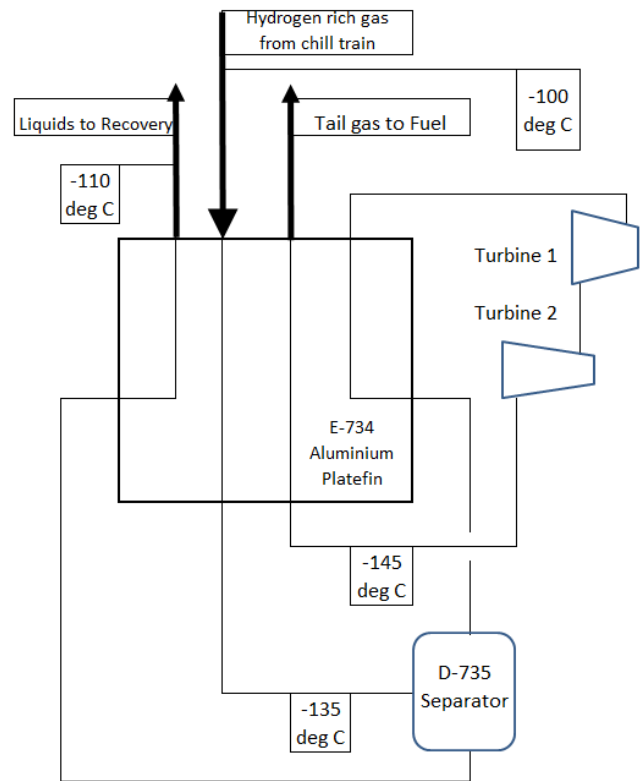 Hydrogen rich gas
from chill train
-100
deg C
Liquids to Recovery
Tail gas to Fuel
-110
deg C
Turbine 1
Turbine 2
E-734
Aluminium
Platefin
-145
deg C
D-735
Separator
-135
deg C